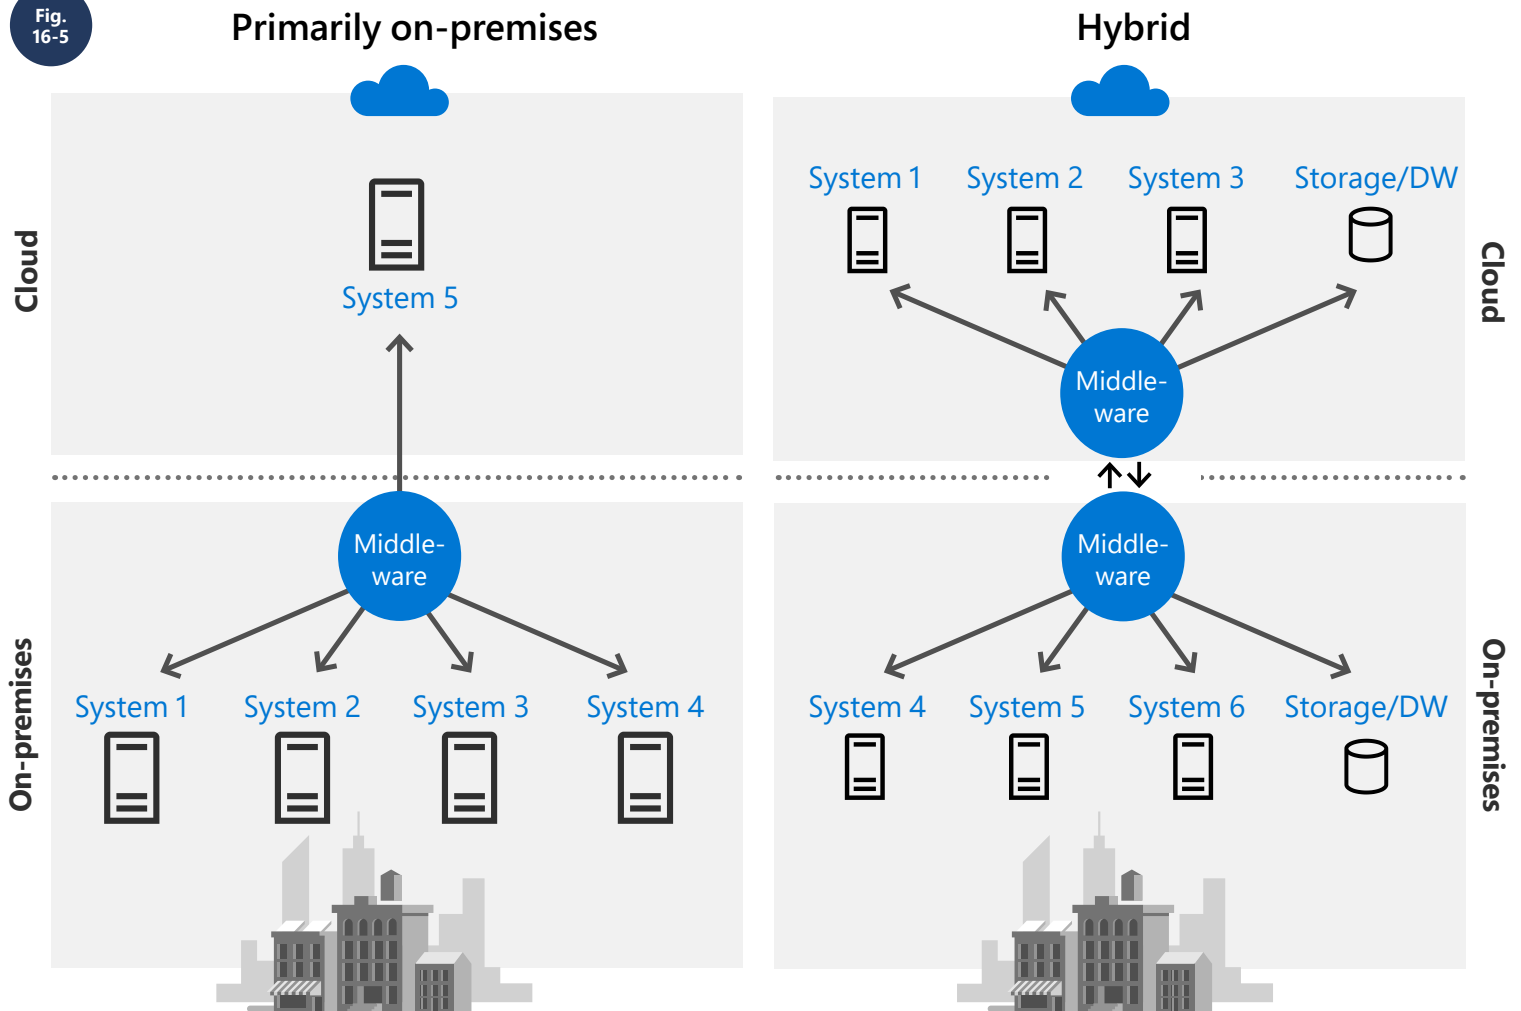 Fig.
16-5
Primarily on-premises
Cloud
System 5
Middle-
ware
On-premises
System 1
System 2
System 3
System 4
Hybrid
Cloud
System 1
System 2
System 3
Storage/DW
Middle-
ware
Middle-
ware
On-premises
System 4
System 5
System 6
Storage/DW